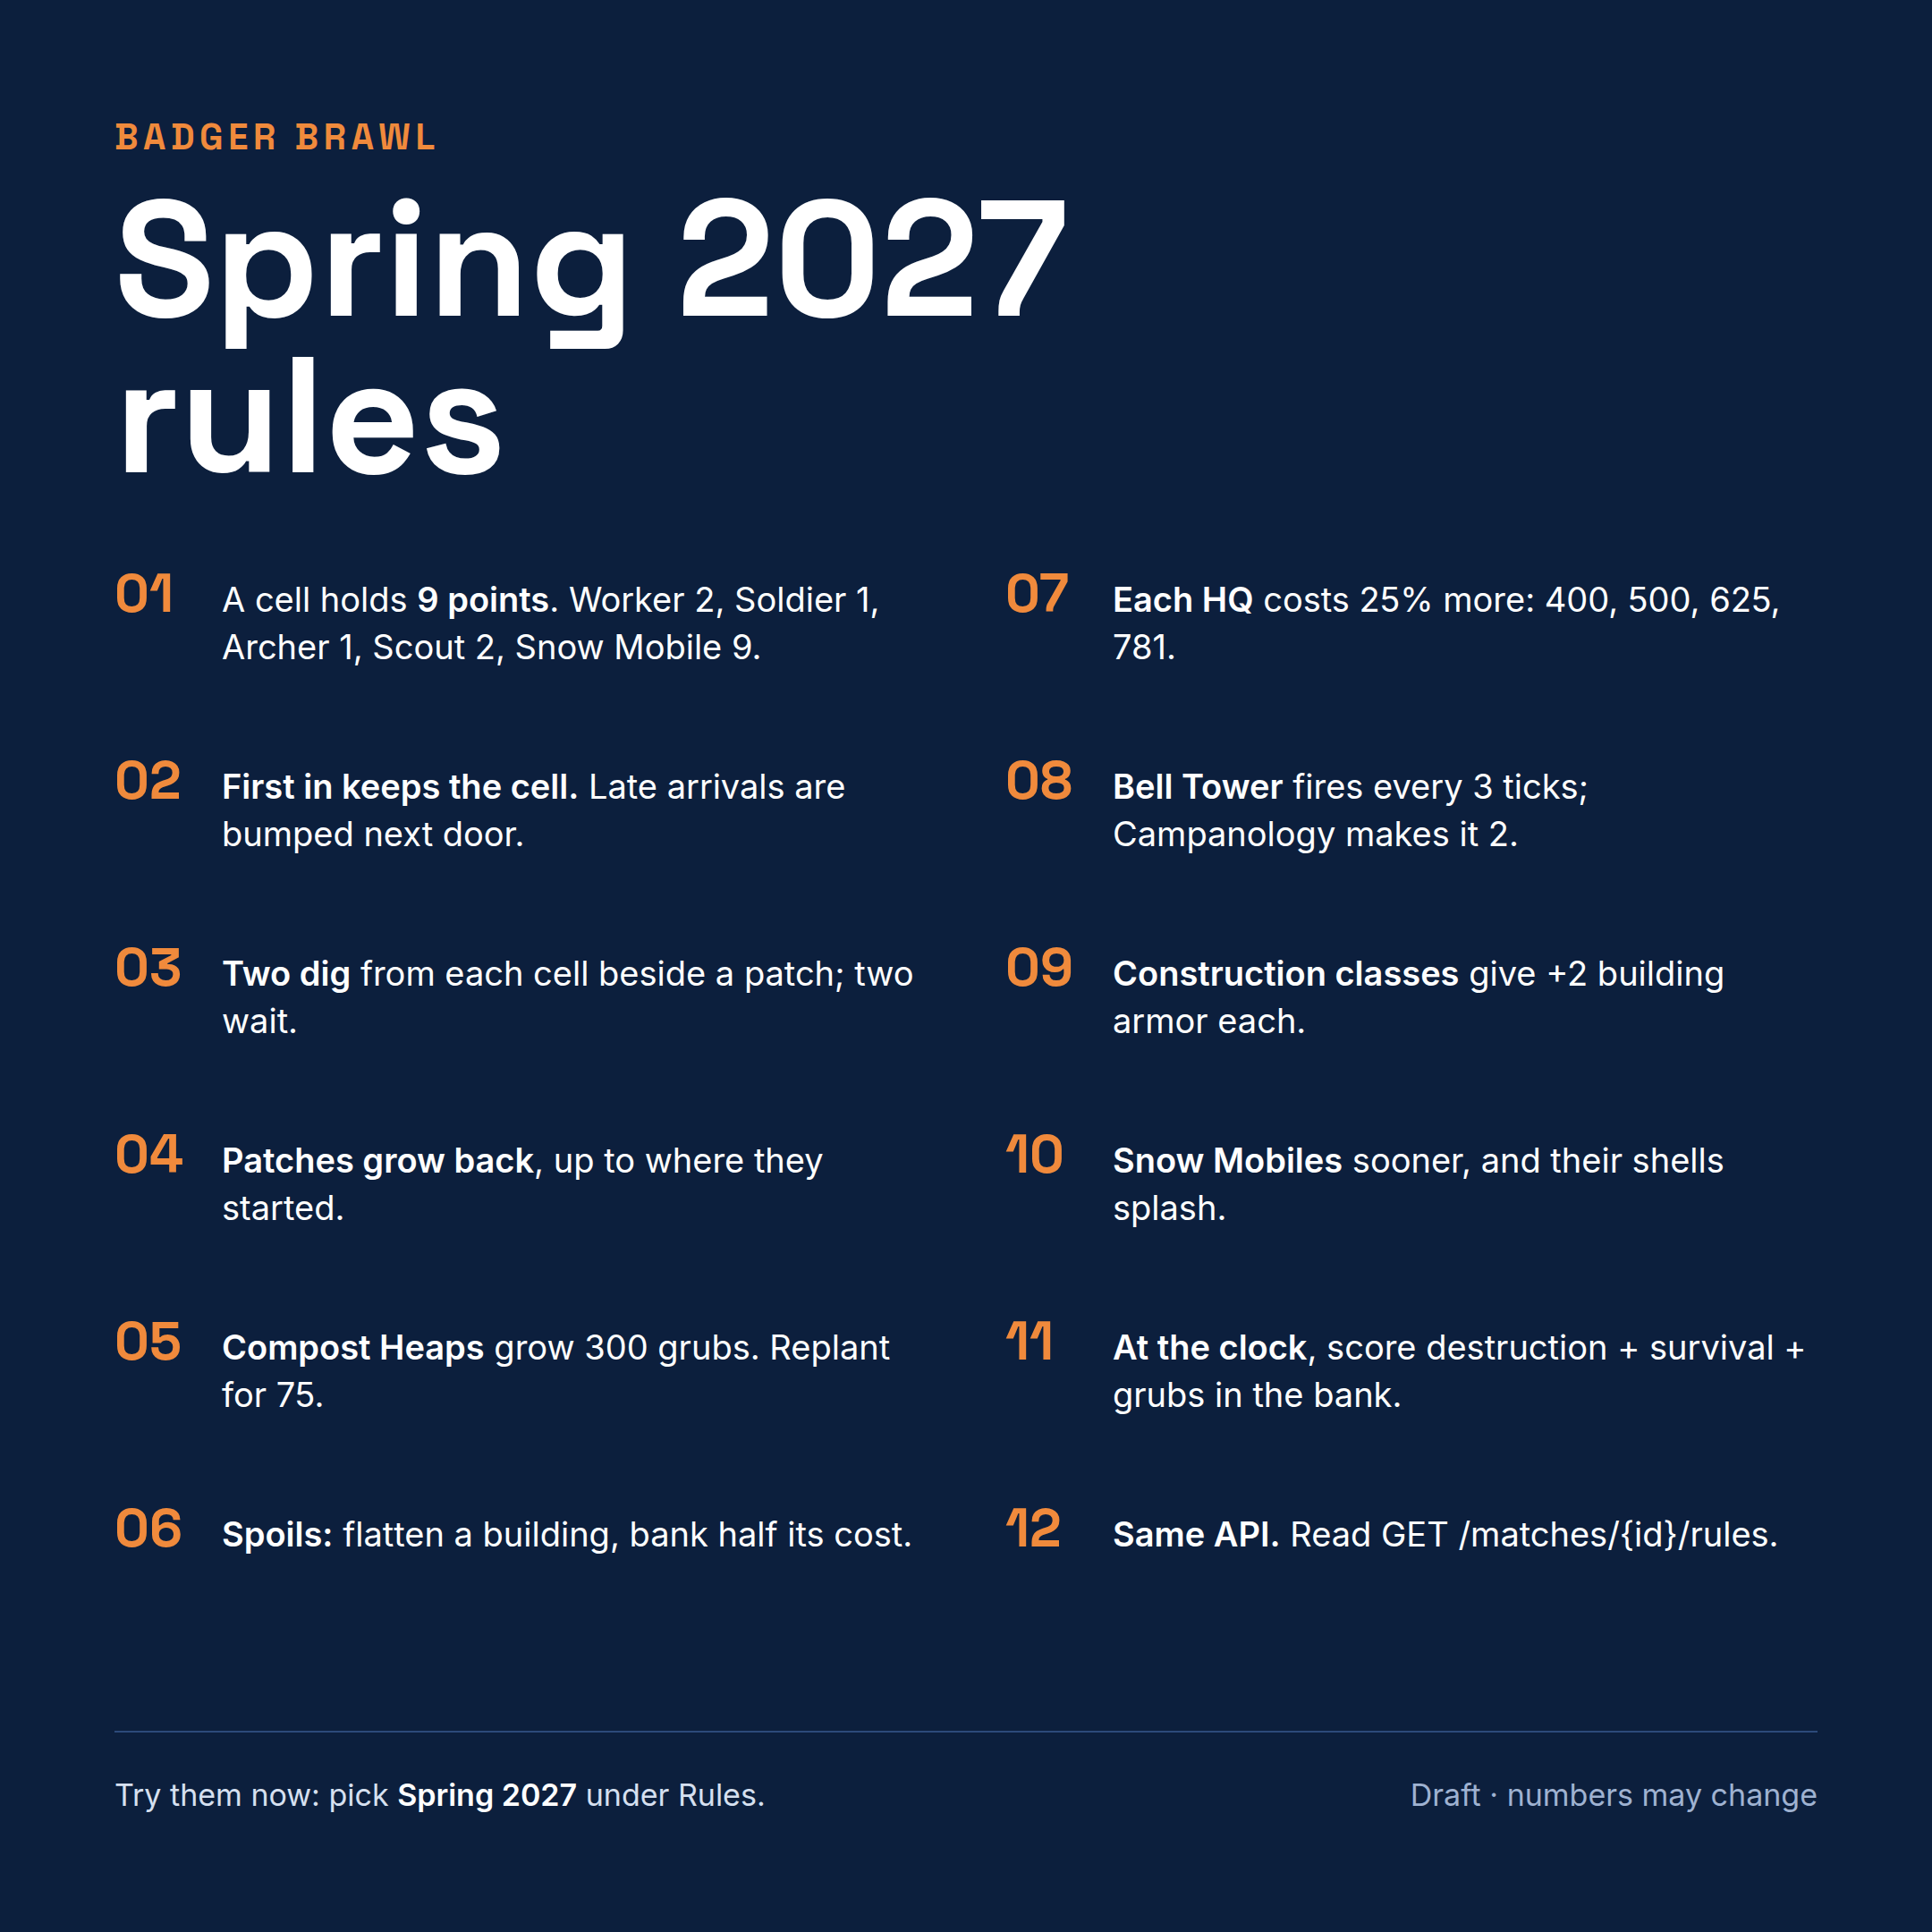 BADGER BRAWL
Spring 2027
rules
01
A cell holds 9 points. Worker 2, Soldier 1,
Archer 1, Scout 2, Snow Mobile 9.
02
First in keeps the cell. Late arrivals are
bumped next door.
03
Two dig from each cell beside a patch; two
wait.
04
Patches grow back, up to where they
started.
05
Compost Heaps grow 300 grubs. Replant
for 75.
06
Spoils: flatten a building, bank half its cost.
07
Each HQ costs 25% more: 400, 500, 625,
781.
08
Bell Tower fires every 3 ticks;
Campanology makes it 2.
09
Construction classes give +2 building
armor each.
10
Snow Mobiles sooner, and their shells
splash.
11
At the clock, score destruction + survival +
grubs in the bank.
12
Same API. Read GET /matches/{id}/rules.
Try them now: pick Spring 2027 under Rules.
Draft · numbers may change